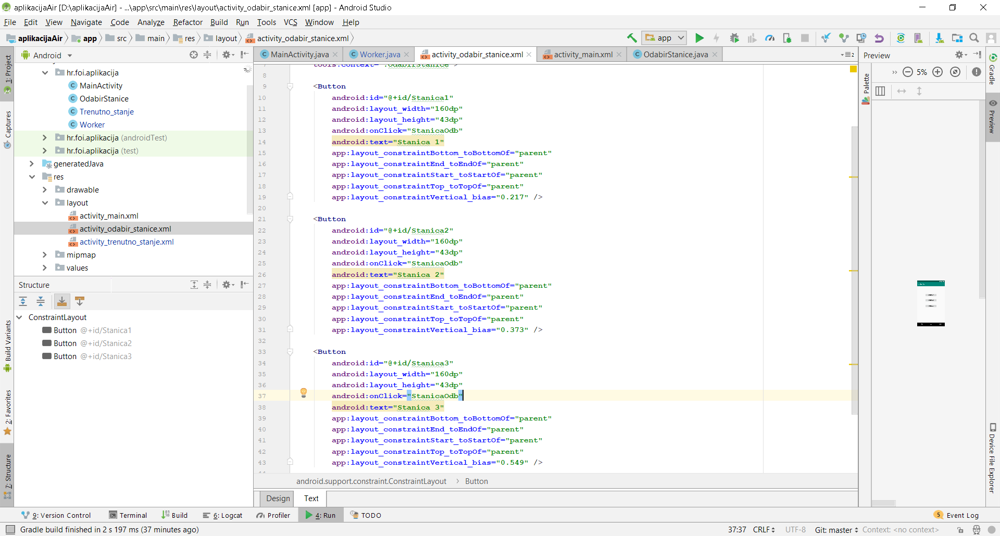 aplikacijaAir [D:\aplikacijaAir] - ...\app\src\main\res\layout\activity_odabir_stanice.xml [app] - Android Studio
File Edit View Navigate Code Analyze Refactor Build Run Tools VCS Window Help
aplikacijaAir app src main res layout activity_odabir_stanice.xml
app
1: Project
Captures
Build Variants
2: Favorites
7: Structure
Android
hr.foi.aplikacija
MainActivity
OdabirStanice
Trenutno_stanje
Worker
hr.foi.aplikacija (androidTest)
hr.foi.aplikacija (test)
generatedJava
res
drawable
layout
activity_main.xml
activity_odabir_stanice.xml
activity_trenutno_stanje.xml
mipmap
values
Structure
ConstraintLayout
Button @+id/Stanica1
Button @+id/Stanica2
Button @+id/Stanica3
MainActivity.java Worker.java activity_odabir_stanice.xml activity_main.xml OdabirStanice.java
2
7 tools:context=".OdabirStanice">
8
9 <Button
10 android:id="@+id/Stanica1"
11 android:layout_width="160dp"
12 android:layout_height="43dp"
13 android:onClick="StanicaOdb"
14 android:text="Stanica 1"
15 app:layout_constraintBottom_toBottomOf="parent"
16 app:layout_constraintEnd_toEndOf="parent"
17 app:layout_constraintStart_toStartOf="parent"
18 app:layout_constraintTop_toTopOf="parent"
19 app:layout_constraintVertical_bias="0.217" />
20
21 <Button
22 android:id="@+id/Stanica2"
23 android:layout_width="160dp"
24 android:layout_height="43dp"
25 android:onClick="StanicaOdb"
26 android:text="Stanica 2"
27 app:layout_constraintBottom_toBottomOf="parent"
28 app:layout_constraintEnd_toEndOf="parent"
29 app:layout_constraintStart_toStartOf="parent"
30 app:layout_constraintTop_toTopOf="parent"
31 app:layout_constraintVertical_bias="0.373" />
32
33 <Button
34 android:id="@+id/Stanica3"
35 android:layout_width="160dp"
36 android:layout_height="43dp"
37 android:onClick="StanicaOdb"
38 android:text="Stanica 3"
39 app:layout_constraintBottom_toBottomOf="parent"
40 app:layout_constraintEnd_toEndOf="parent"
41 app:layout_constraintStart_toStartOf="parent"
42 app:layout_constraintTop_toTopOf="parent"
43 app:layout_constraintVertical_bias="0.549" />
android.support.constraint.ConstraintLayout › Button
Design Text
Preview
5%
Palette
Gradle
Preview
Device File Explorer
9: Version Control Terminal Build 6: Logcat Profiler 4: Run TODO 5 Event Log
Gradle build finished in 2 s 197 ms (37 minutes ago) 37:37 CRLF UTF-8 Git: master Context: <no context>